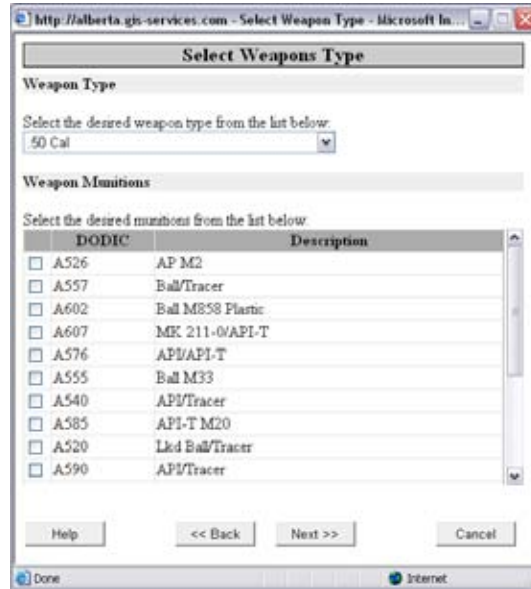 http://alberta.gis-services.com - Select Weapon Type - Microsoft In...
Select Weapons Type
Weapon Type
Select the desired weapon type from the list below:
.50 Cal
Weapon Munitions
Select the desired munitions from the list below:
DODIC Description
A526 AP M2
A557 Ball/Tracer
A602 Ball M858 Plastic
A607 MK 211-0/API-T
A576 API/API-T
A555 Ball M33
A540 API/Tracer
A585 API-T M20
A520 Lkd Ball/Tracer
A590 API/Tracer
Help << Back Next >> Cancel
Done Internet